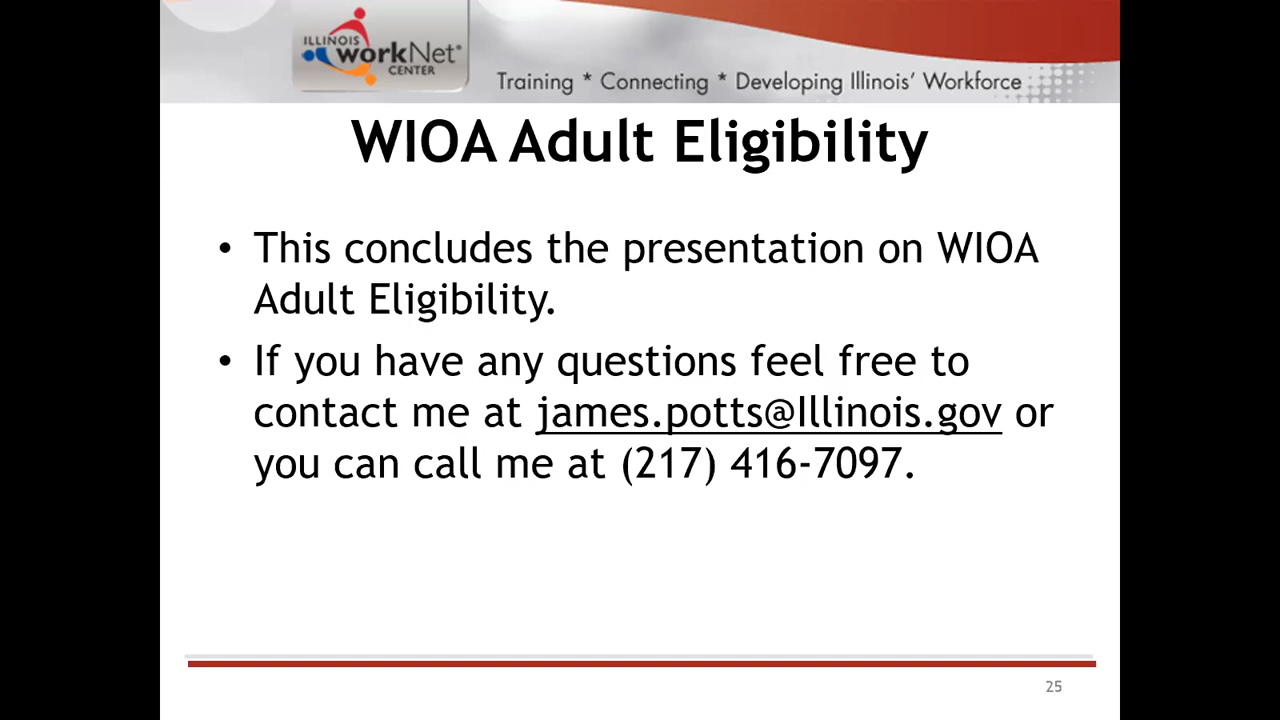 ILLINOIS
workNet®
CENTER
Training * Connecting * Developing Illinois’ Workforce
WIOA Adult Eligibility
• This concludes the presentation on WIOA
Adult Eligibility.
• If you have any questions feel free to
contact me at james.potts@Illinois.gov or
you can call me at (217) 416-7097.
25